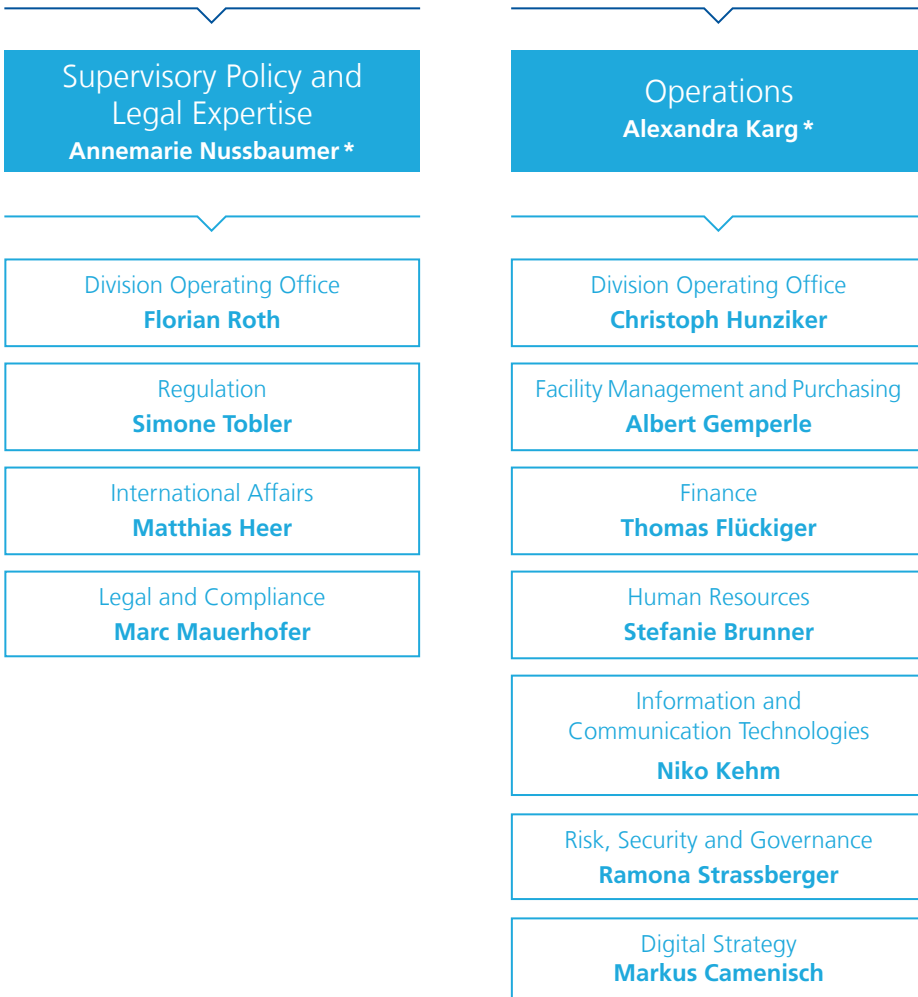 Supervisory Policy and
Legal Expertise
Annemarie Nussbaumer *
Division Operating Office
Florian Roth
Regulation
Simone Tobler
International Affairs
Matthias Heer
Legal and Compliance
Marc Mauerhofer
Operations
Alexandra Karg *
Division Operating Office
Christoph Hunziker
Facility Management and Purchasing
Albert Gemperle
Finance
Thomas Flückiger
Human Resources
Stefanie Brunner
Information and
Communication Technologies
Niko Kehm
Risk, Security and Governance
Ramona Strassberger
Digital Strategy
Markus Camenisch